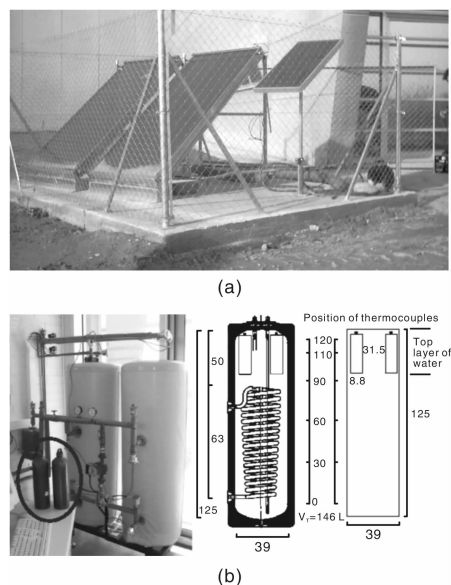 (a)
Position of thermocouples
120
110
90
60
30
0
50
63
125
39
V_T=146 L
31.5
8.8
Top
layer of
water
125
39
(b)